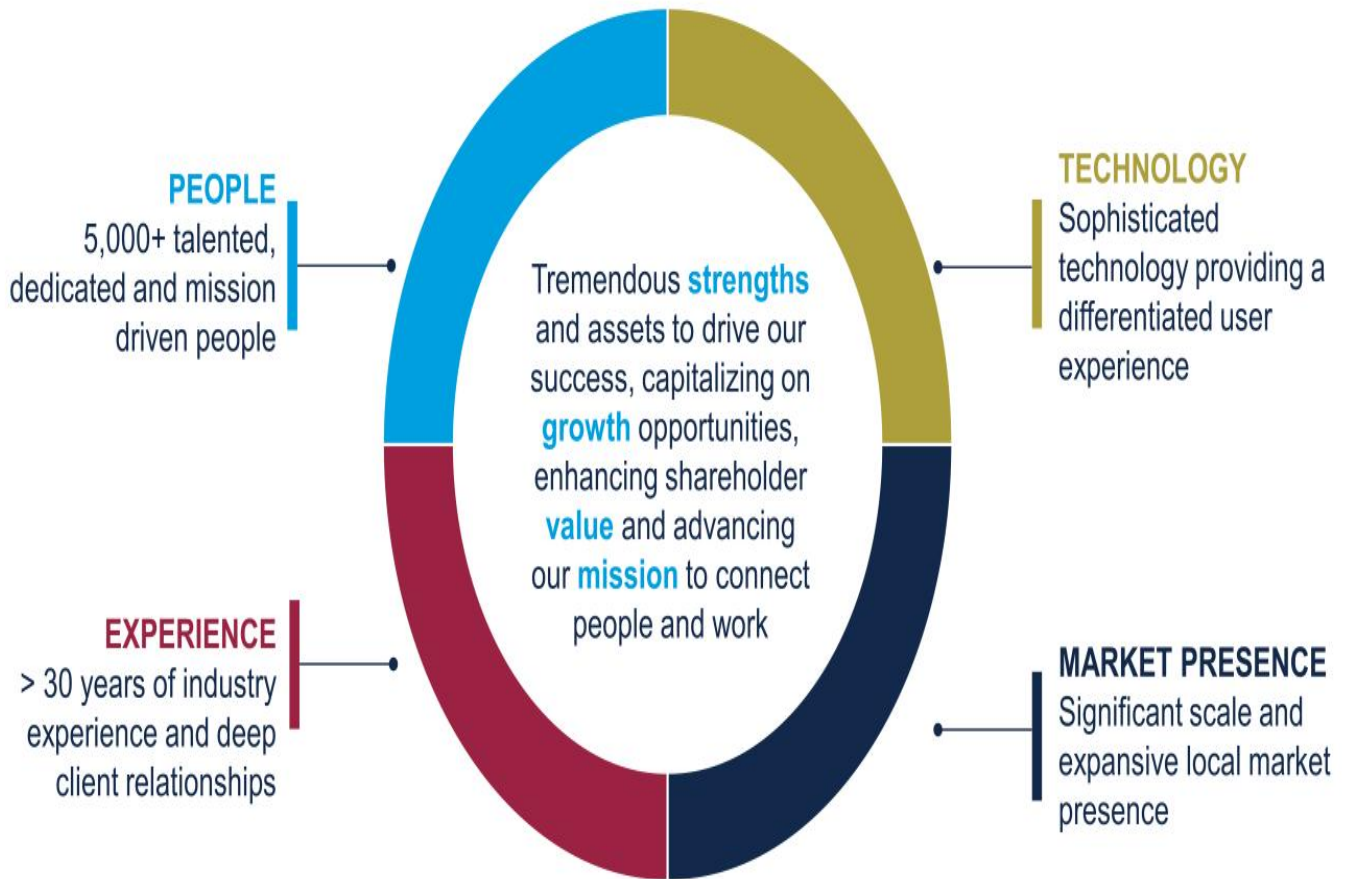 PEOPLE
5,000+ talented,
dedicated and mission
driven people
TECHNOLOGY
Sophisticated
technology providing a
differentiated user
experience
Tremendous strengths
and assets to drive our
success, capitalizing on
growth opportunities,
enhancing shareholder
value and advancing
our mission to connect
people and work
EXPERIENCE
> 30 years of industry
experience and deep
client relationships
MARKET PRESENCE
Significant scale and
expansive local market
presence